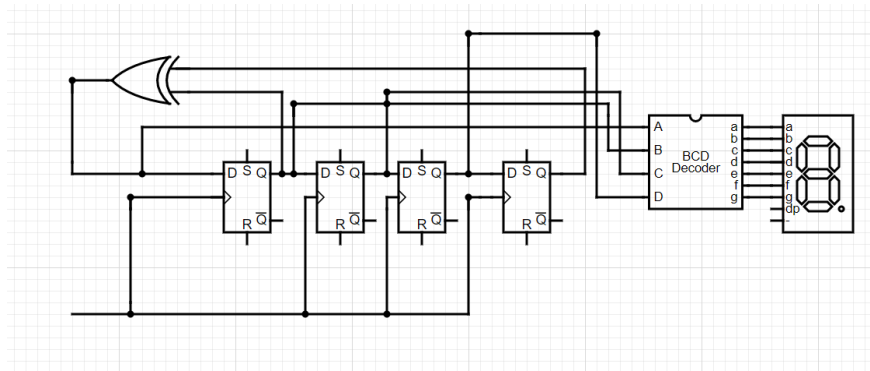 A a a
B b b
BCD
Decoder
C c c
d d
e e
D f f
g g
dp
-
D S Q
Q
R
D S Q
Q
R
D S Q
Q
R
D S Q
Q
R